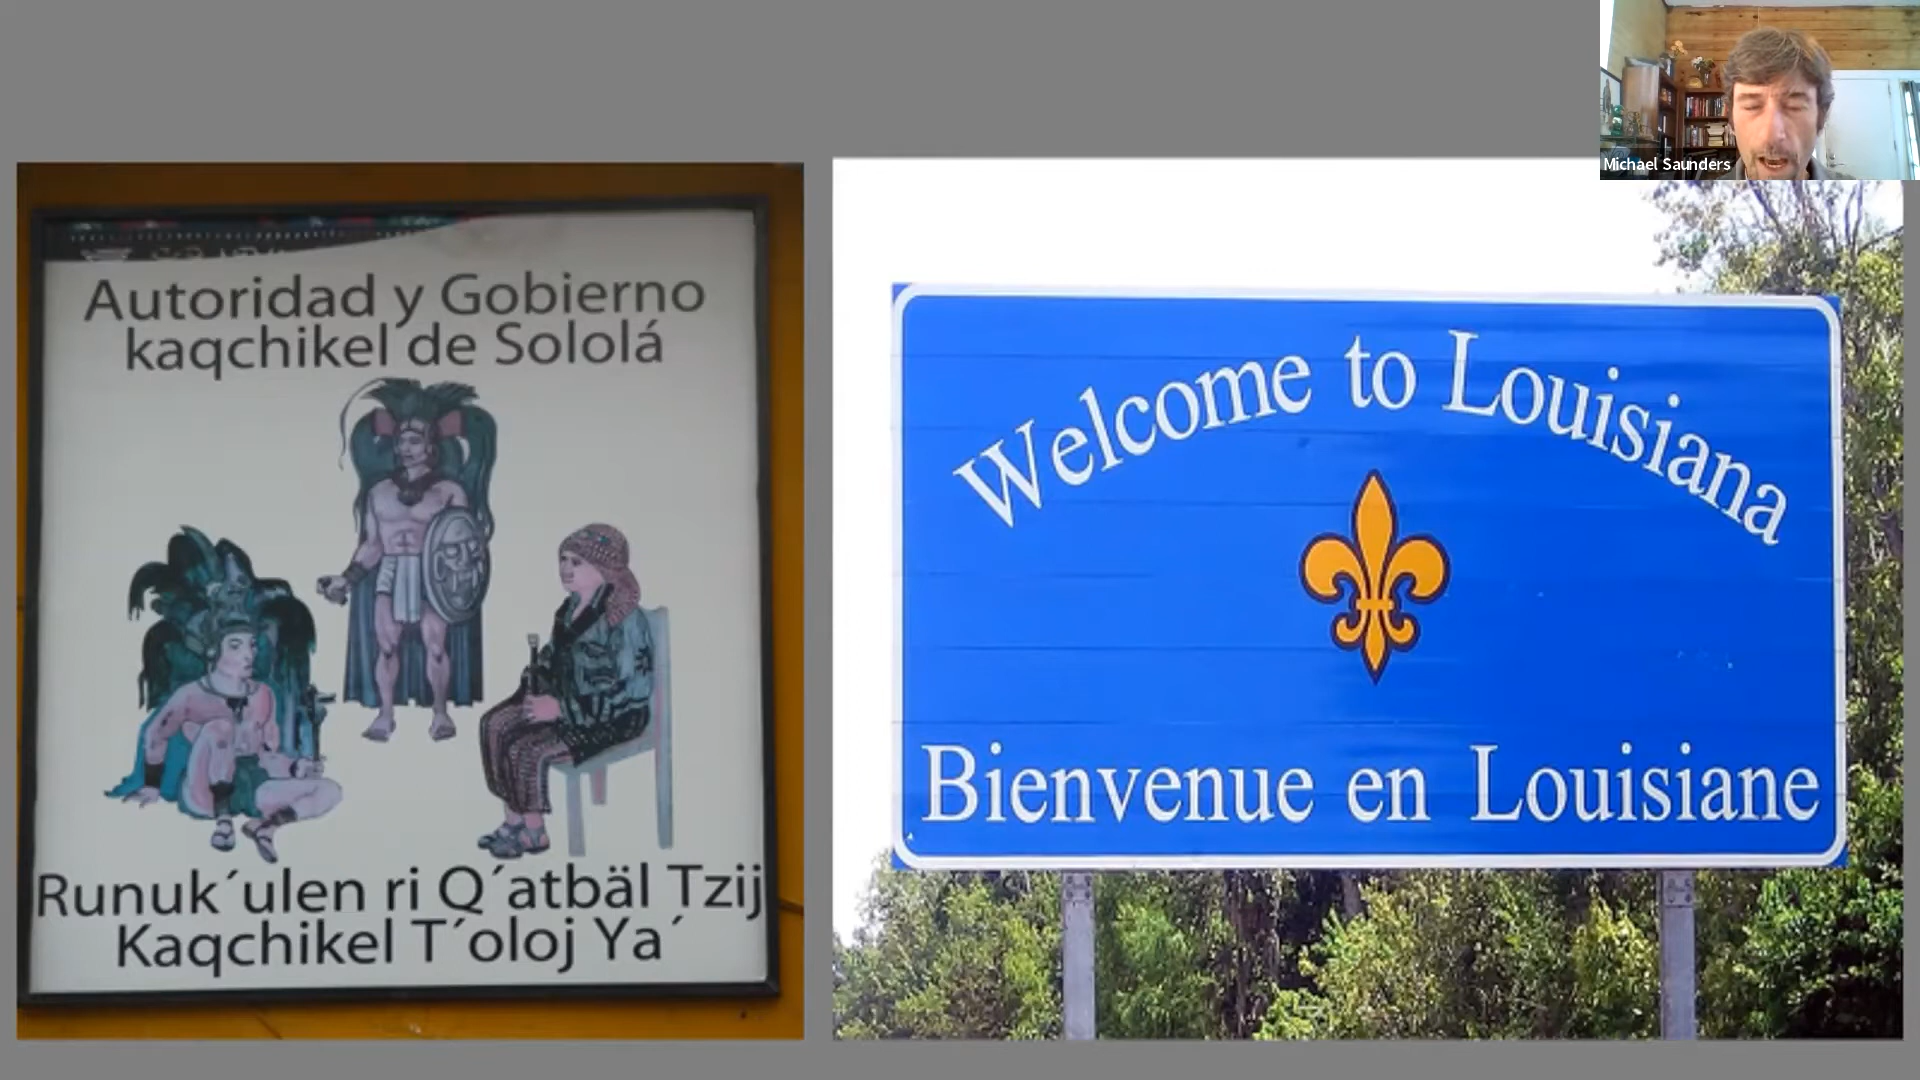 Autoridad y Gobierno
kaqchikel de Sololá
Runuk´ulen ri Q´atbäl Tzij
Kaqchikel T´oloj Ya´
Welcome to Louisiana
Bienvenue en Louisiane
Michael Saunders